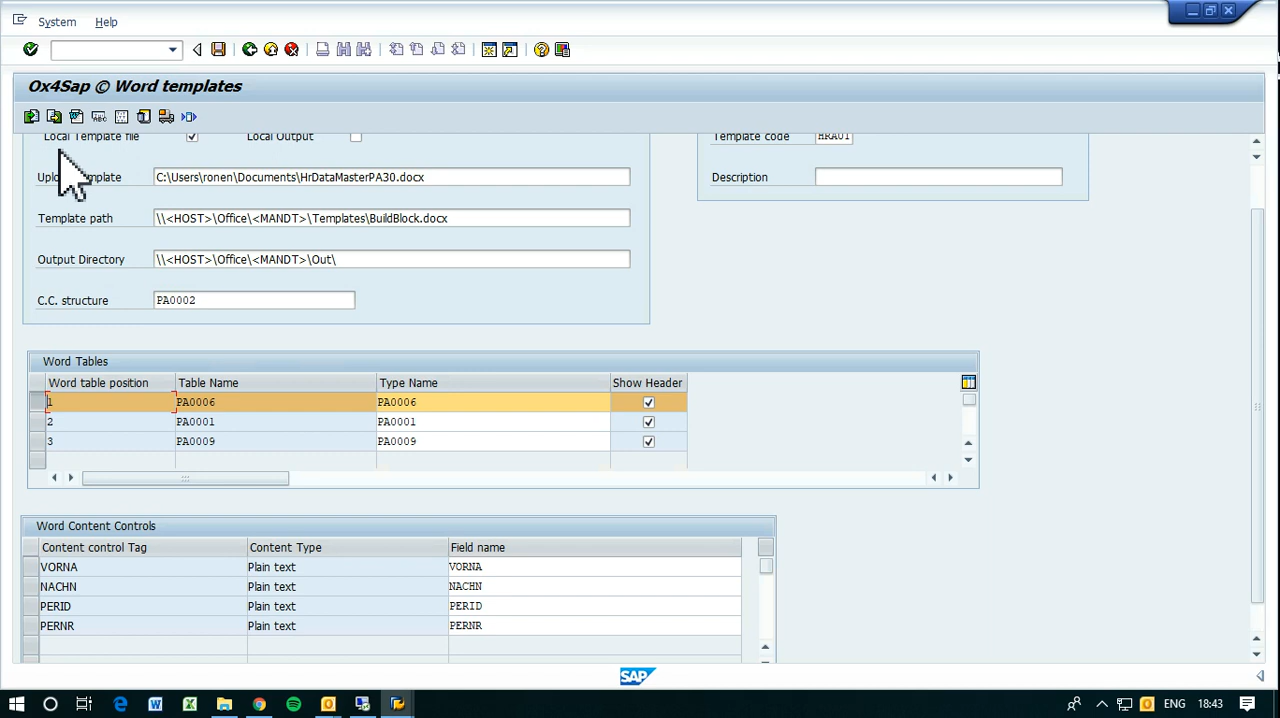 System Help
Ox4Sap © Word templates
Local Template file Local Output Template code HRA01
C:\Users\ronen\Documents\HrDataMasterPA30.docx Description
Template path \\<HOST>\Office\<MANDT>\Templates\BuildBlock.docx
Output Directory \\<HOST>\Office\<MANDT>\Out\
C.C. structure PA0002
Word Tables
Word table position Table Name Type Name Show Header
1 PA0006 PA0006
2 PA0001 PA0001
3 PA0009 PA0009
Word Content Controls
Content control Tag Content Type Field name
VORNA Plain text VORNA
NACHN Plain text NACHN
PERID Plain text PERID
PERNR Plain text PERNR
SAP
ENG 18:43